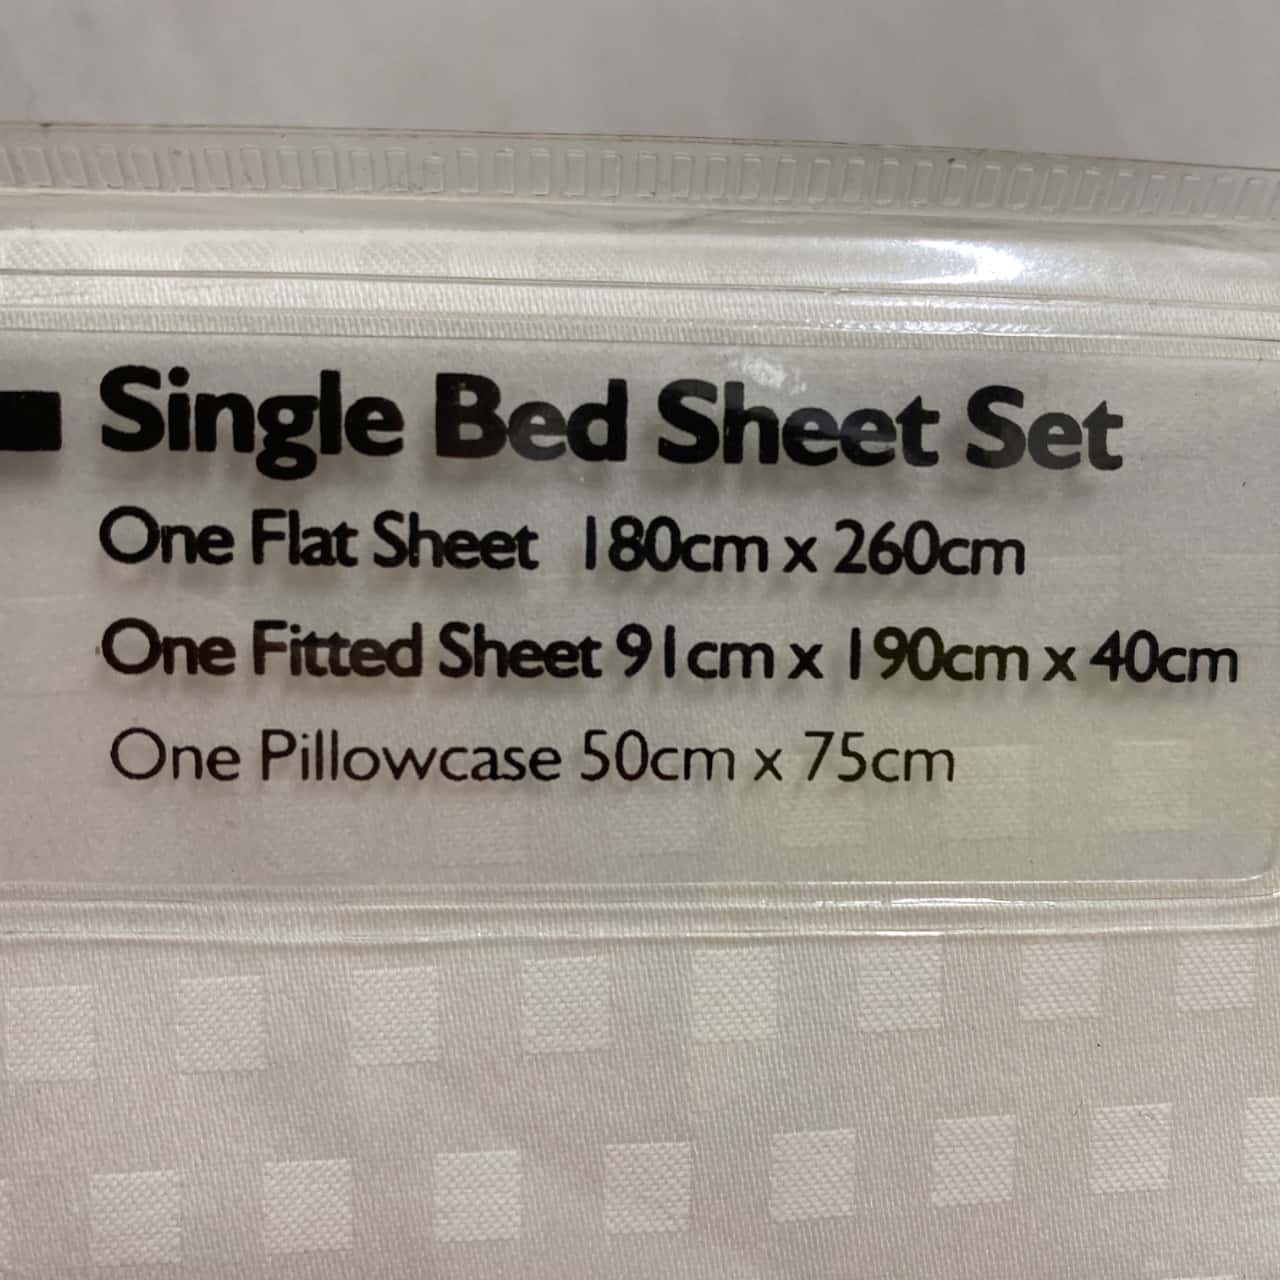 Single Bed Sheet Set
One Flat Sheet 180cm x 260cm
One Fitted Sheet 91cm x 190cm x 40cm
One Pillowcase 50cm x 75cm